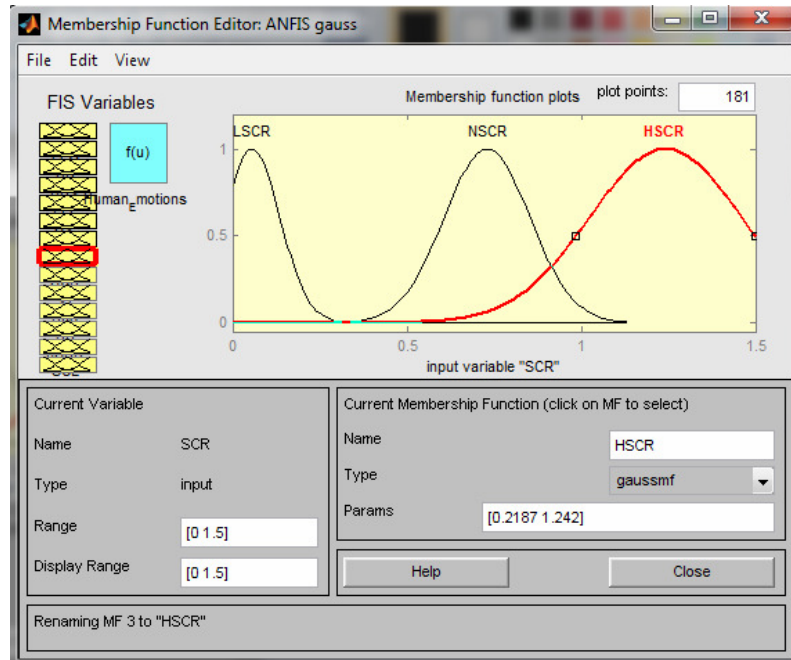 Membership Function Editor: ANFIS gauss
File Edit View
FIS Variables
f(u)
Human_Emotions
Membership function plots
plot points: 181
LSCR NSCR HSCR
1
0.5
0
0 0.5 1 1.5
input variable "SCR"
Current Variable
Name SCR
Type input
Range [0 1.5]
Display Range [0 1.5]
Current Membership Function (click on MF to select)
Name HSCR
Type gaussmf
Params [0.2187 1.242]
Help Close
Renaming MF 3 to "HSCR"